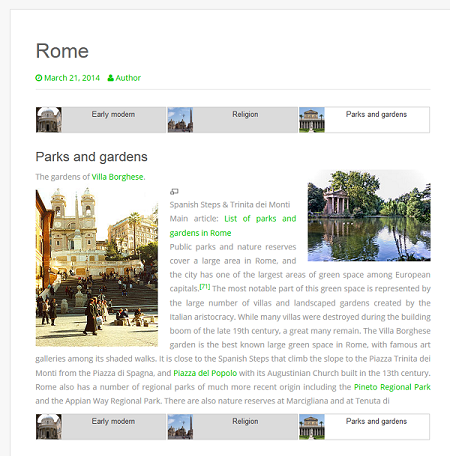 Rome
March 21, 2014 Author
Early modern Religion Parks and gardens
Parks and gardens
The gardens of Villa Borghese.
Spanish Steps & Trinita dei Monti
Main article: List of parks and
gardens in Rome
Public parks and nature reserves
cover a large area in Rome, and
the city has one of the largest areas of green space among European
capitals.[71] The most notable part of this green space is represented by
the large number of villas and landscaped gardens created by the
Italian aristocracy. While many villas were destroyed during the building
boom of the late 19th century, a great many remain. The Villa Borghese
garden is the best known large green space in Rome, with famous art
galleries among its shaded walks. It is close to the Spanish Steps that climb the slope to the Piazza Trinita dei
Monti from the Piazza di Spagna, and Piazza del Popolo with its Augustinian Church built in the 13th century.
Rome also has a number of regional parks of much more recent origin including the Pineto Regional Park
and the Appian Way Regional Park. There are also nature reserves at Marcigliana and at Tenuta di
Early modern Religion Parks and gardens